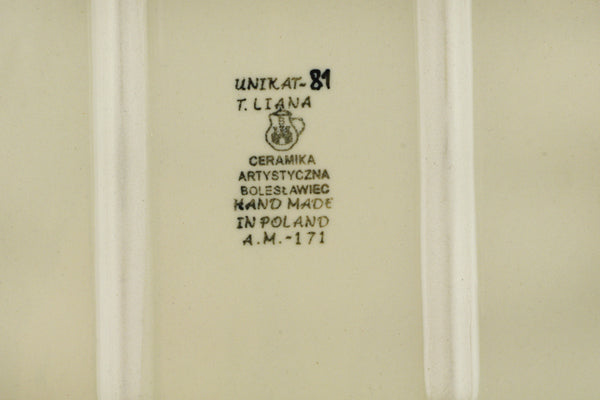 UNIKAT-81
T. LIANA
CERAMIKA
ARTYSTYCZNA
BOLESŁAWIEC
HAND MADE
IN POLAND
A.M.-171